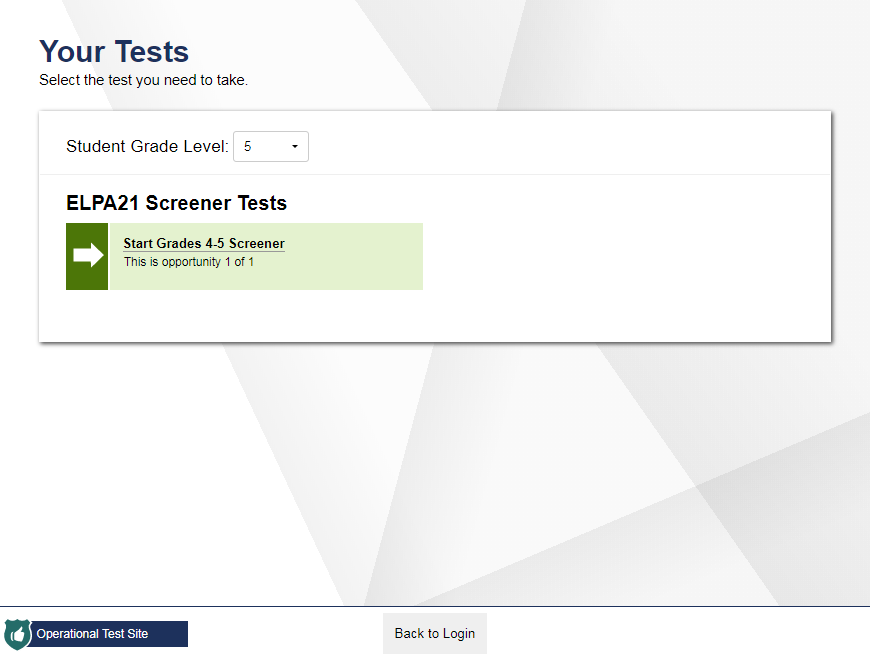 Your Tests
Select the test you need to take.
Student Grade Level: 5
ELPA21 Screener Tests
Start Grades 4-5 Screener
This is opportunity 1 of 1
Operational Test Site
Back to Login